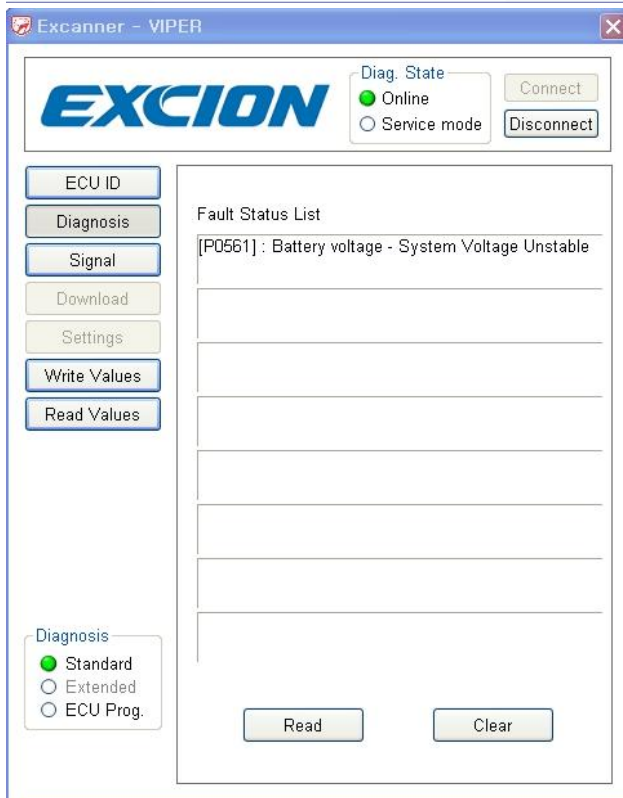 Excanner - VIPER
EXCION
Diag. State
Online
Service mode
Connect
Disconnect
ECU ID
Diagnosis
Signal
Download
Settings
Write Values
Read Values
Fault Status List
[P0561] : Battery voltage - System Voltage Unstable
Diagnosis
Standard
Extended
ECU Prog.
Read
Clear